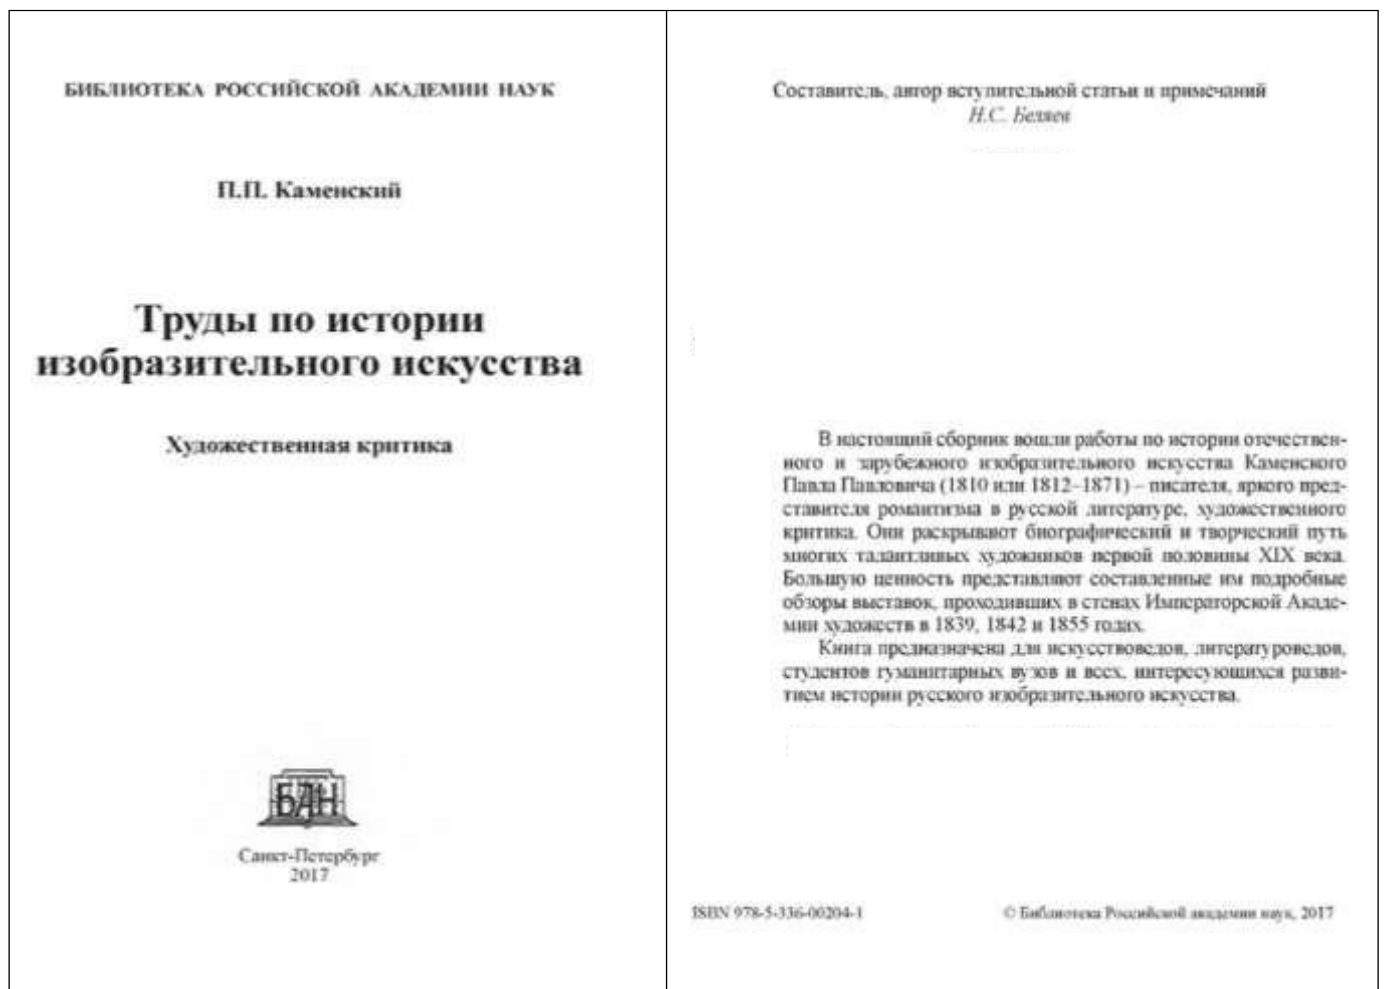 БИБЛИОТЕКА РОССИЙСКОЙ АКАДЕМИИ НАУК
П.П. Каменский
Труды по истории
изобразительного искусства
Художественная критика
БАН
Санкт-Петербург
2017
Составитель, автор вступительной статьи и примечаний
Н.С. Беляев
В настоящий сборник вошли работы по истории отечествен-
ного и зарубежного изобразительного искусства Каменского
Павла Павловича (1810 или 1812–1871) – писателя, яркого пред-
ставителя романтизма в русской литературе, художественного
критика. Они раскрывают биографический и творческий путь
многих талантливых художников первой половины XIX века.
Большую ценность представляют составленные им подробные
обзоры выставок, проходивших в стенах Императорской Акаде-
мии художеств в 1839, 1842 и 1855 годах.
Книга предназначена для искусствоведов, литературоведов,
студентов гуманитарных вузов и всех, интересующихся разви-
тием истории русского изобразительного искусства.
ISBN 978-5-336-00204-1
© Библиотека Российской академии наук, 2017